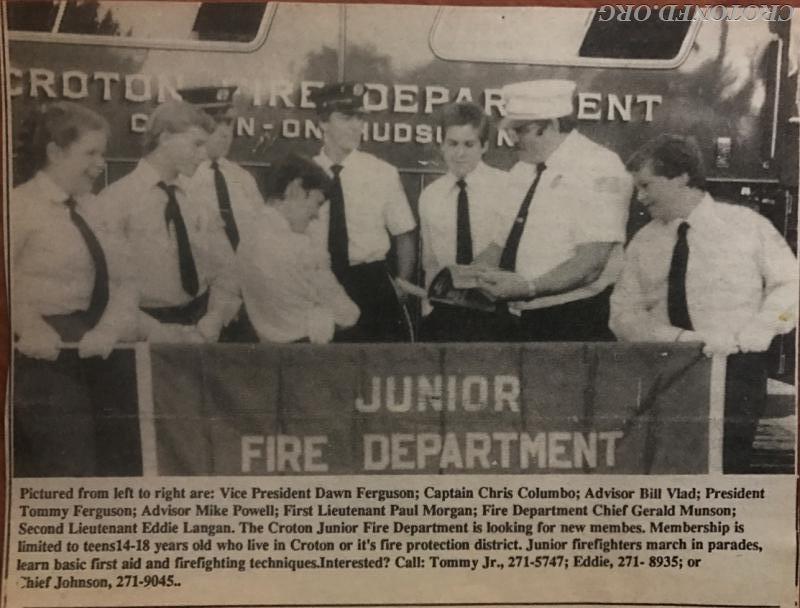 CROTONFD.ORG
CROTON FIRE DEPARTMENT
CROTON-ON-HUDSON
JUNIOR
FIRE DEPARTMENT
Pictured from left to right are: Vice President Dawn Ferguson; Captain Chris Columbo; Advisor Bill Vlad; President
Tommy Ferguson; Advisor Mike Powell; First Lieutenant Paul Morgan; Fire Department Chief Gerald Munson;
Second Lieutenant Eddie Langan. The Croton Junior Fire Department is looking for new membes. Membership is
limited to teens14-18 years old who live in Croton or it's fire protection district. Junior firefighters march in parades,
learn basic first aid and firefighting techniques.Interested? Call: Tommy Jr., 271-5747; Eddie, 271- 8935; or
Chief Johnson, 271-9045..